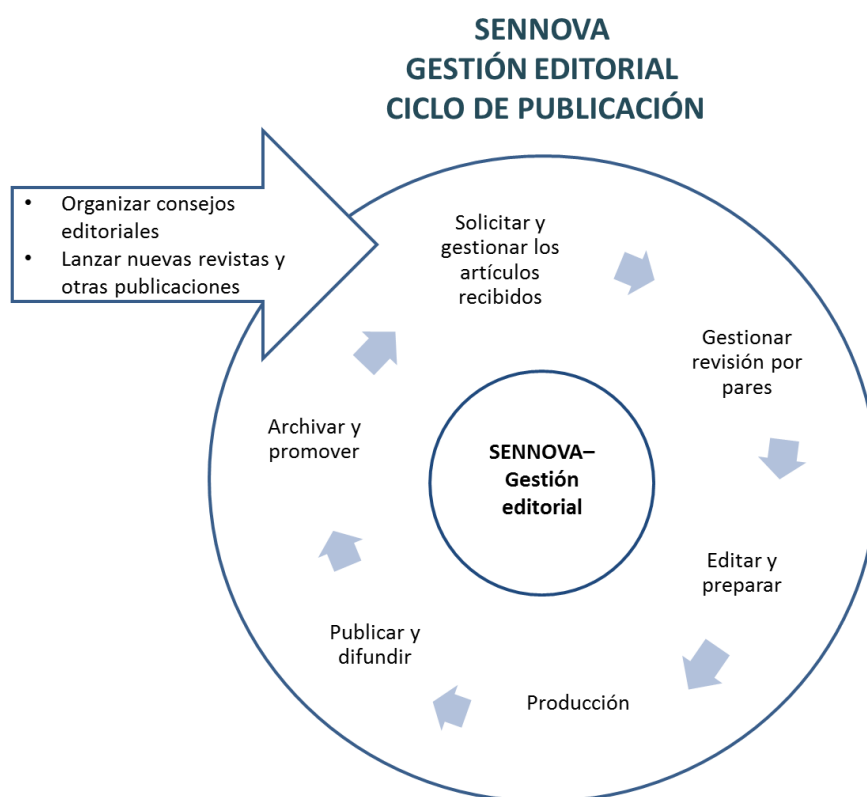 SENNOVA
GESTIÓN EDITORIAL
CICLO DE PUBLICACIÓN
• Organizar consejos
editoriales
• Lanzar nuevas revistas y
otras publicaciones
Solicitar y
gestionar los
artículos
recibidos
Gestionar
revisión por
pares
Editar y
preparar
Producción
Publicar y
difundir
Archivar y
promover
SENNOVA–
Gestión
editorial